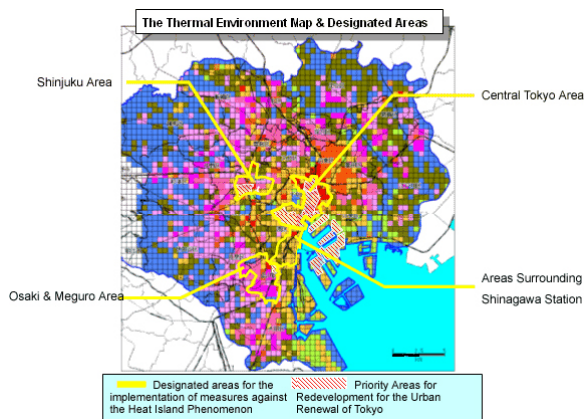 The Thermal Environment Map & Designated Areas
Shinjuku Area
Central Tokyo Area
Osaki & Meguro Area
Areas Surrounding
Shinagawa Station
Designated areas for the
implementation of measures against
the Heat Island Phenomenon
Priority Areas for
Redevelopment for the Urban
Renewal of Tokyo